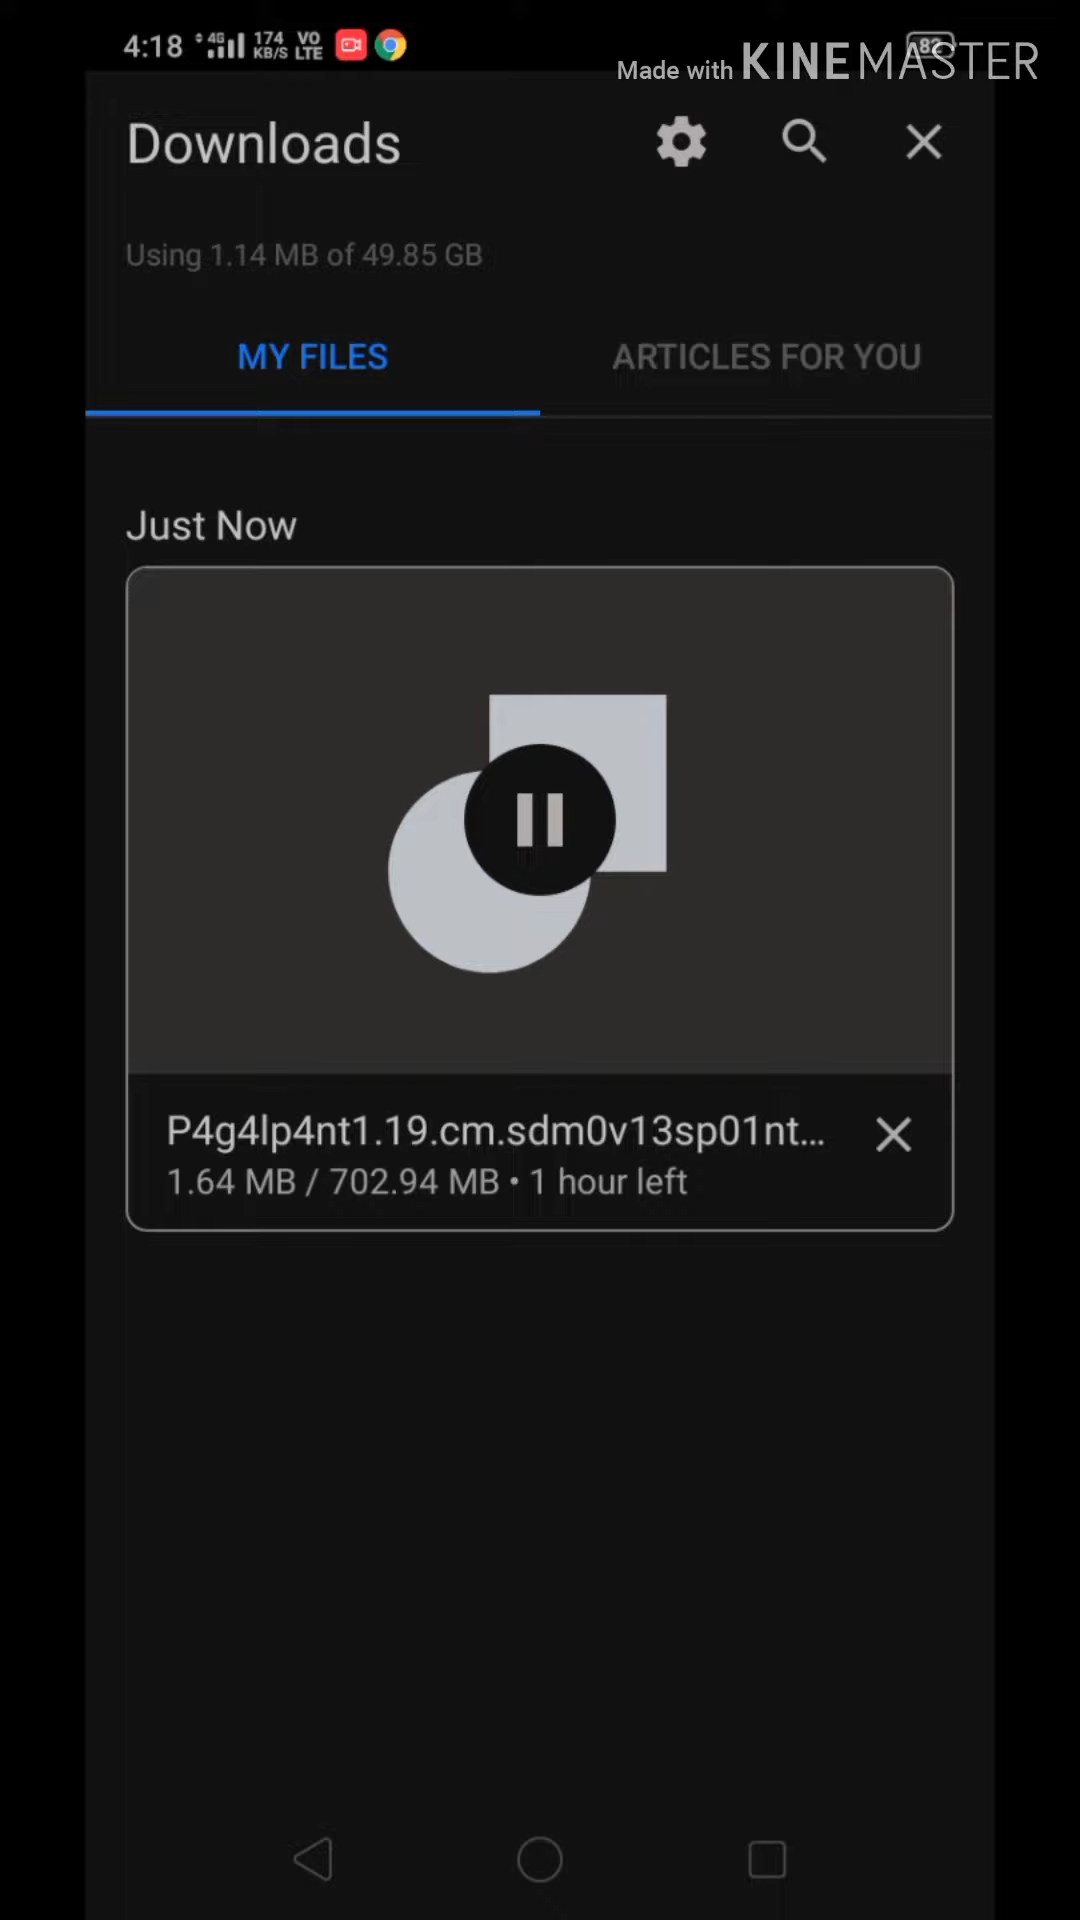 4:18 4G 174 KB/S VO LTE 82
Made with KINEMASTER
Downloads
Using 1.14 MB of 49.85 GB
MY FILES ARTICLES FOR YOU
Just Now
P4g4lp4nt1.19.cm.sdm0v13sp01nt...
1.64 MB / 702.94 MB • 1 hour left